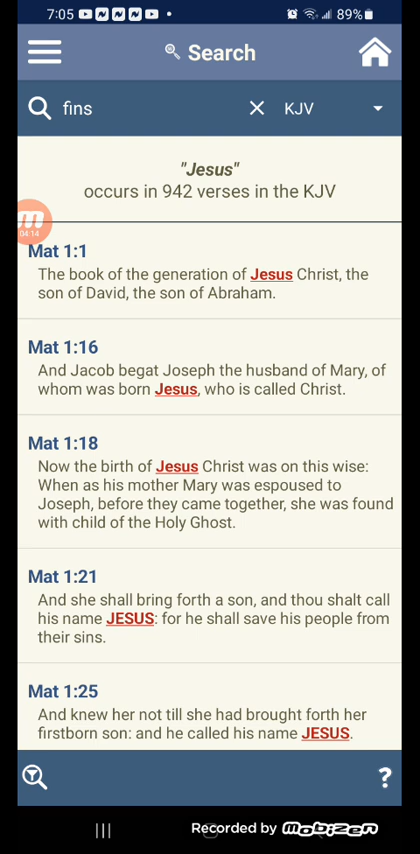 7:05 89%
Search
fins KJV
"Jesus"
occurs in 942 verses in the KJV
04:14
Mat 1:1
The book of the generation of Jesus Christ, the
son of David, the son of Abraham.
Mat 1:16
And Jacob begat Joseph the husband of Mary, of
whom was born Jesus, who is called Christ.
Mat 1:18
Now the birth of Jesus Christ was on this wise:
When as his mother Mary was espoused to
Joseph, before they came together, she was found
with child of the Holy Ghost.
Mat 1:21
And she shall bring forth a son, and thou shalt call
his name JESUS: for he shall save his people from
their sins.
Mat 1:25
And knew her not till she had brought forth her
firstborn son: and he called his name JESUS.
?
Recorded by mobizen